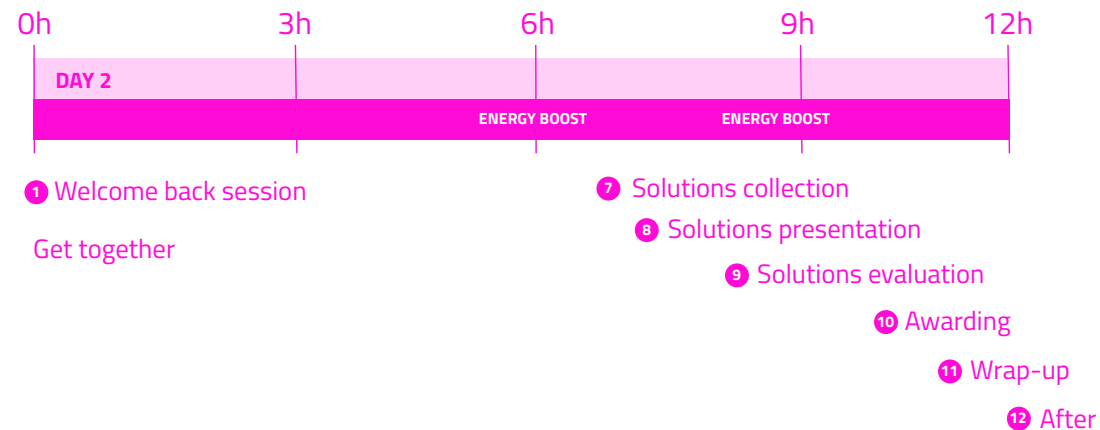 0h 3h 6h 9h 12h
DAY 2
ENERGY BOOST ENERGY BOOST
1 Welcome back session
7 Solutions collection
8 Solutions presentation
Get together
9 Solutions evaluation
10 Awarding
11 Wrap-up
12 After